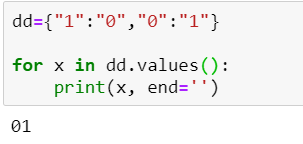 dd={"1":"0","0":"1"}
for x in dd.values():
    print(x, end='')
01